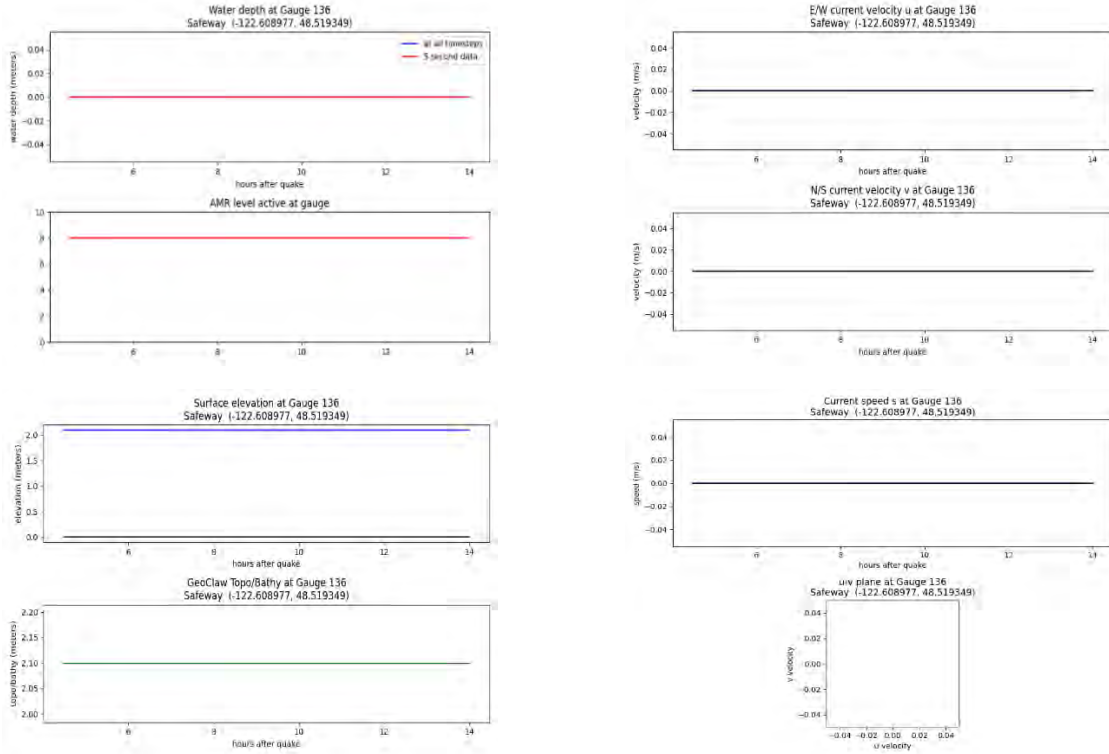 Water depth at Gauge 136
Safeway (-122.608977, 48.519349)
at all timesteps
5 second data
water depth (meters)
0.04
0.02
0.00
−0.02
−0.04
6 8 10 12 14
hours after quake
AMR level active at gauge
10
8
6
4
2
0
6 8 10 12 14
hours after quake
Surface elevation at Gauge 136
Safeway (-122.608977, 48.519349)
elevation (meters)
2.0
1.5
1.0
0.5
0.0
6 8 10 12 14
hours after quake
GeoClaw Topo/Bathy at Gauge 136
Safeway (-122.608977, 48.519349)
topo/bathy (meters)
2.20
2.15
2.10
2.05
2.00
6 8 10 12 14
hours after quake
E/W current velocity u at Gauge 136
Safeway (-122.608977, 48.519349)
velocity (m/s)
0.04
0.02
0.00
−0.02
−0.04
6 8 10 12 14
hours after quake
N/S current velocity v at Gauge 136
Safeway (-122.608977, 48.519349)
velocity (m/s)
0.04
0.02
0.00
−0.02
−0.04
6 8 10 12 14
hours after quake
Current speed s at Gauge 136
Safeway (-122.608977, 48.519349)
speed (m/s)
0.04
0.02
0.00
−0.02
−0.04
6 8 10 12 14
hours after quake
plane at Gauge 136
Safeway (-122.608977, 48.519349)
v velocity
0.04
0.02
0.00
−0.02
−0.04
−0.04 −0.02 0.00 0.02 0.04
u velocity